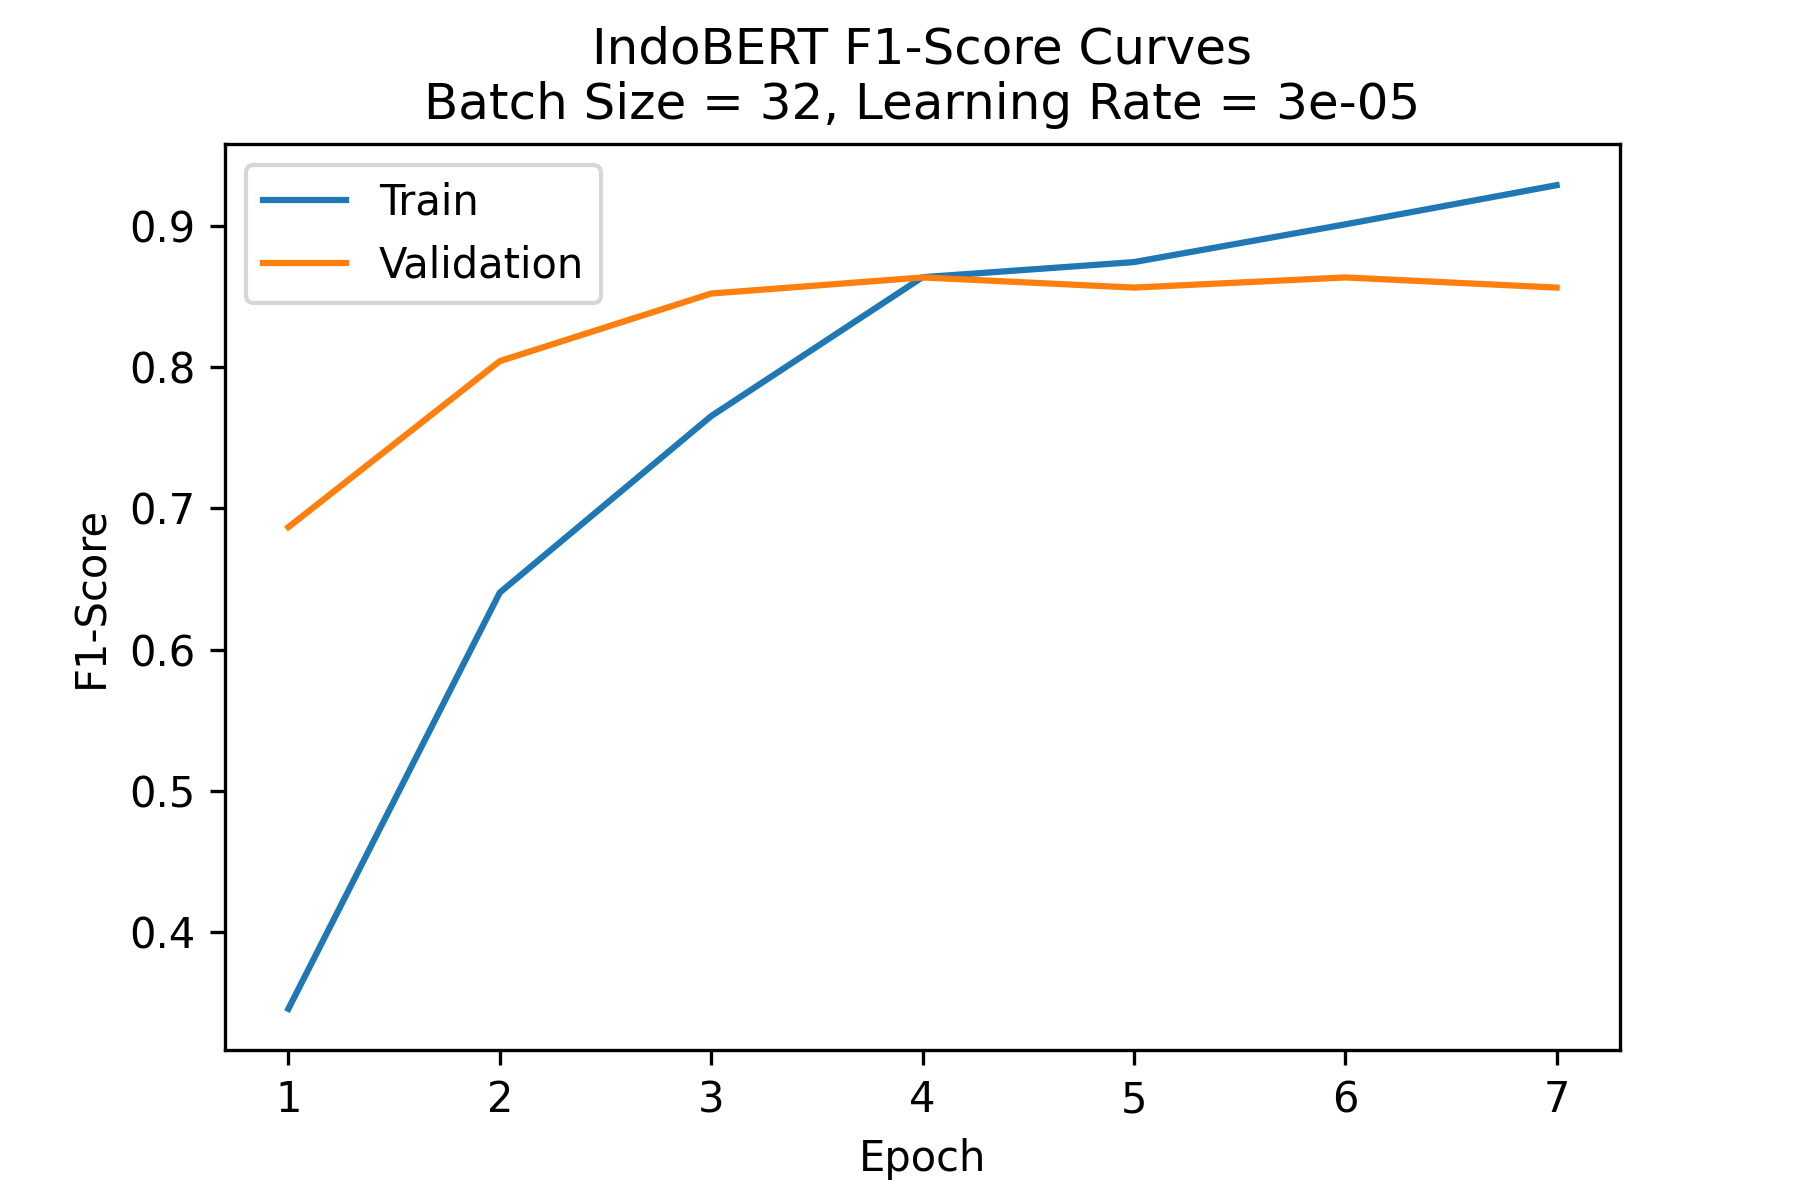 IndoBERT F1-Score Curves
Batch Size = 32, Learning Rate = 3e-05
Train
Validation
F1-Score
0.9
0.8
0.7
0.6
0.5
0.4
1 2 3 4 5 6 7
Epoch